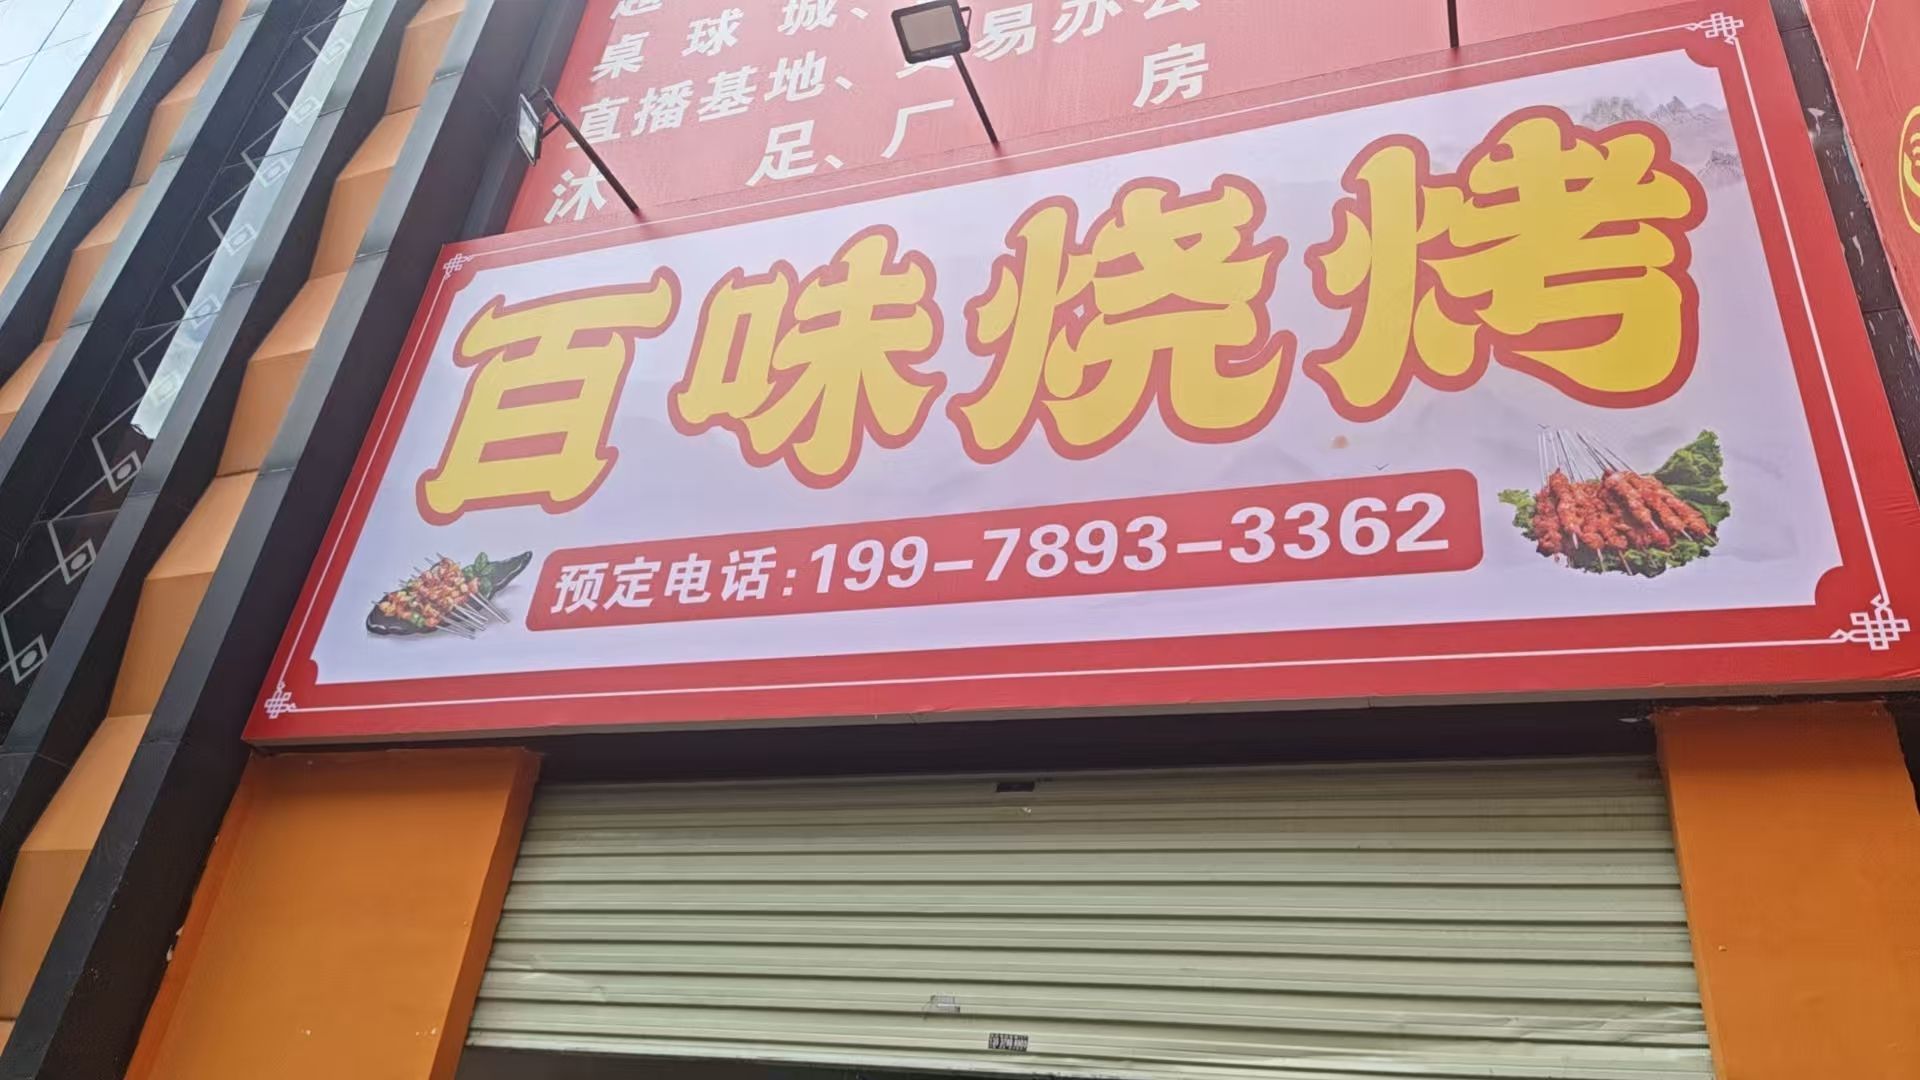 桌球城、
直播基地、 易办公
沐足、厂房
百味烧烤
预定电话:199-7893-3362